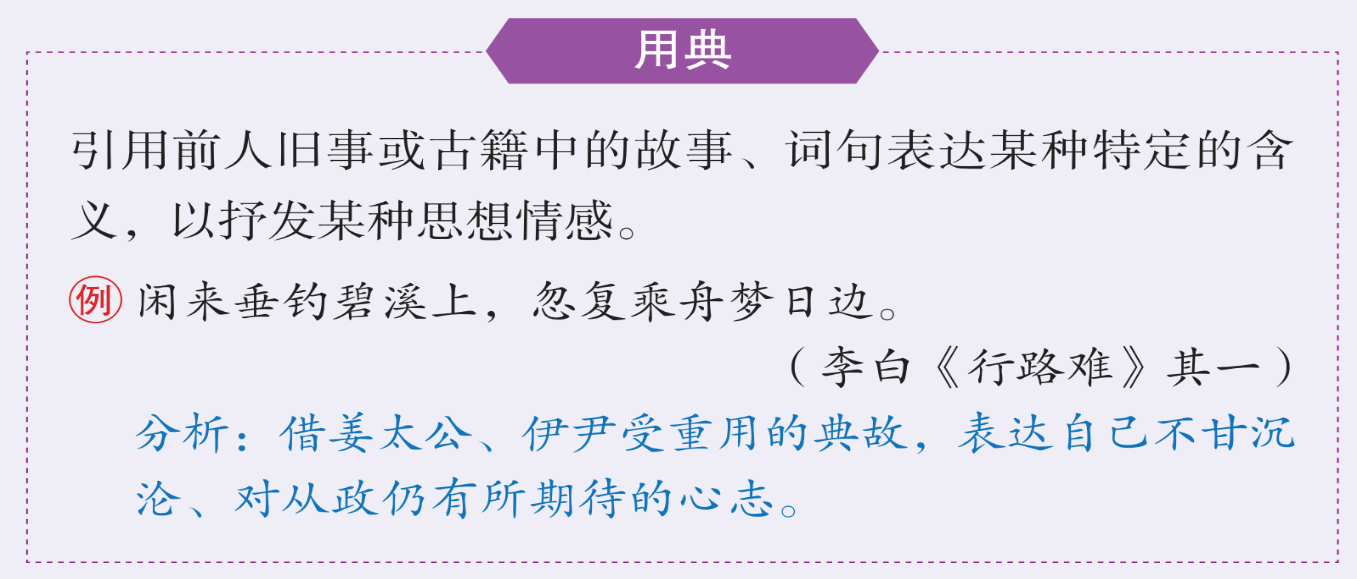 用典
引用前人旧事或古籍中的故事、词句表达某种特定的含
义，以抒发某种思想情感。
例 闲来垂钓碧溪上，忽复乘舟梦日边。
（李白《行路难》其一）
分析：借姜太公、伊尹受重用的典故，表达自己不甘沉
沦、对从政仍有所期待的心志。